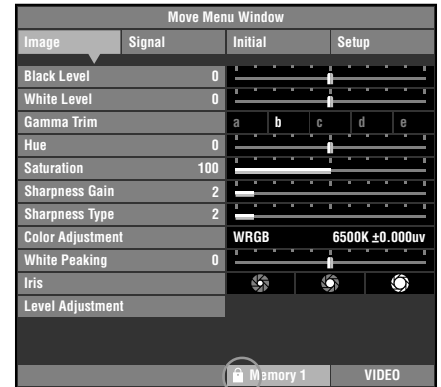 Move Menu Window
Image Signal Initial Setup
Black Level 0
White Level 0
Gamma Trim a b c d e
Hue 0
Saturation 100
Sharpness Gain 2
Sharpness Type 2
Color Adjustment WRGB 6500K ±0.000uv
White Peaking 0
Iris
Level Adjustment
Memory 1 VIDEO